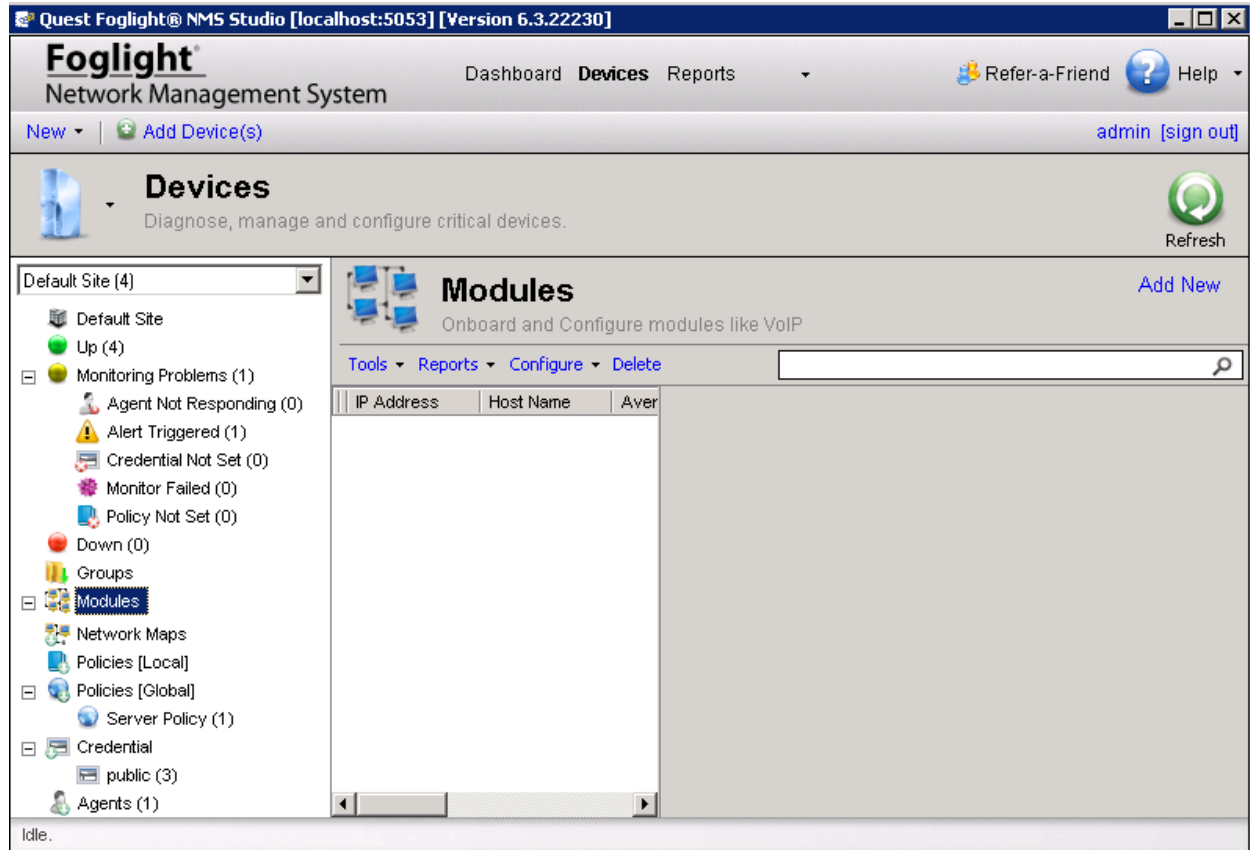 Quest Foglight® NMS Studio [localhost:5053] [Version 6.3.22230]
Foglight®
Network Management System
Dashboard Devices Reports
Refer-a-Friend
Help
New Add Device(s)
admin [sign out]
Devices
Diagnose, manage and configure critical devices.
Refresh
Default Site (4)
Default Site
Up (4)
Monitoring Problems (1)
Agent Not Responding (0)
Alert Triggered (1)
Credential Not Set (0)
Monitor Failed (0)
Policy Not Set (0)
Down (0)
Groups
Modules
Network Maps
Policies [Local]
Policies [Global]
Server Policy (1)
Credential
public (3)
Agents (1)
Modules
Onboard and Configure modules like VoIP
Add New
Tools Reports Configure Delete
IP Address Host Name Aver
Idle.